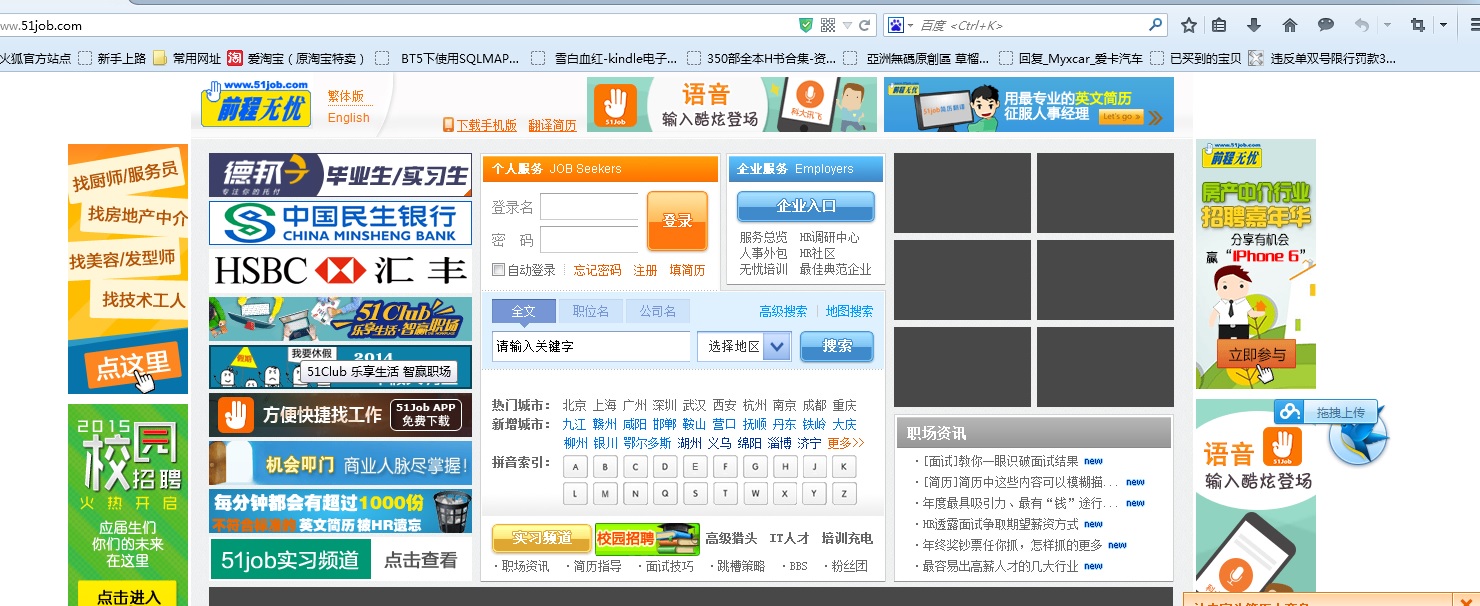 ww.51job.com
百度 <Ctrl+K>
火狐官方站点 新手上路 常用网址 淘 爱淘宝（原淘宝特卖） BT5下使用SQLMAP... 雪白血红-kindle电子... 350部全本H书合集-资... 亞洲無碼原創區 草榴... 回复_Myxcar_爱卡汽车 已买到的宝贝 违反单双号限行罚款3...
www.51job.com
前程无忧
繁体版
English
下载手机版 翻译简历
51Job
语音
输入酷炫登场
科大讯飞
前程无忧
51job简历翻译
用最专业的英文简历
征服人事经理
Let's go
找厨师/服务员
找房地产中介
找美容/发型师
找技术工人
点这里
2015
校园
招聘
火热开启
应届生们
你们的未来
在这里
点击进入
德邦
专注你的托付
毕业生/实习生
中国民生银行
CHINA MINSHENG BANK
HSBC 汇丰
51Club
乐享生活·智赢职场
假期
我要休假
2014
51Club 乐享生活 智赢职场
方便快捷找工作
51Job APP
免费下载
机会叩门 商业人脉尽掌握!
每分钟都会有超过1000份
不符合标准的英文简历 被HR遗忘
51job实习频道 点击查看
个人服务 JOB Seekers
登录名
密 码
登录
自动登录 忘记密码 注册 填简历
企业服务 Employers
企业入口
服务总览 HR调研中心
人事外包 HR社区
无忧培训 最佳典范企业
全文 职位名 公司名 高级搜索 地图搜索
请输入关键字 选择地区 搜索
热门城市： 北京 上海 广州 深圳 武汉 西安 杭州 南京 成都 重庆
新增城市： 九江 赣州 咸阳 邯郸 鞍山 营口 抚顺 丹东 铁岭 大庆
柳州 银川 鄂尔多斯 湖州 义乌 绵阳 淄博 济宁 更多>>
拼音索引： A B C D E F G H J K
L M N Q S T W X Y Z
实习频道 校园招聘 高级猎头 IT人才 培训充电
·职场资讯 ·简历指导 ·面试技巧 ·跳槽策略 ·BBS ·粉丝团
职场资讯
·[面试]教你一眼识破面试结果 new
·[简历]简历中这些内容可以模糊描... new
·年度最具吸引力、最有“钱”途行... new
·HR透露面试争取期望薪资方式 new
·年终奖钞票任你抓，怎样抓的更多 new
·最容易出高薪人才的几大行业 new
www.51job.com
前程无忧
房产中介行业
招聘嘉年华
分享有机会
赢“iPhone 6”
立即参与
拖拽上传
语音
输入酷炫登场